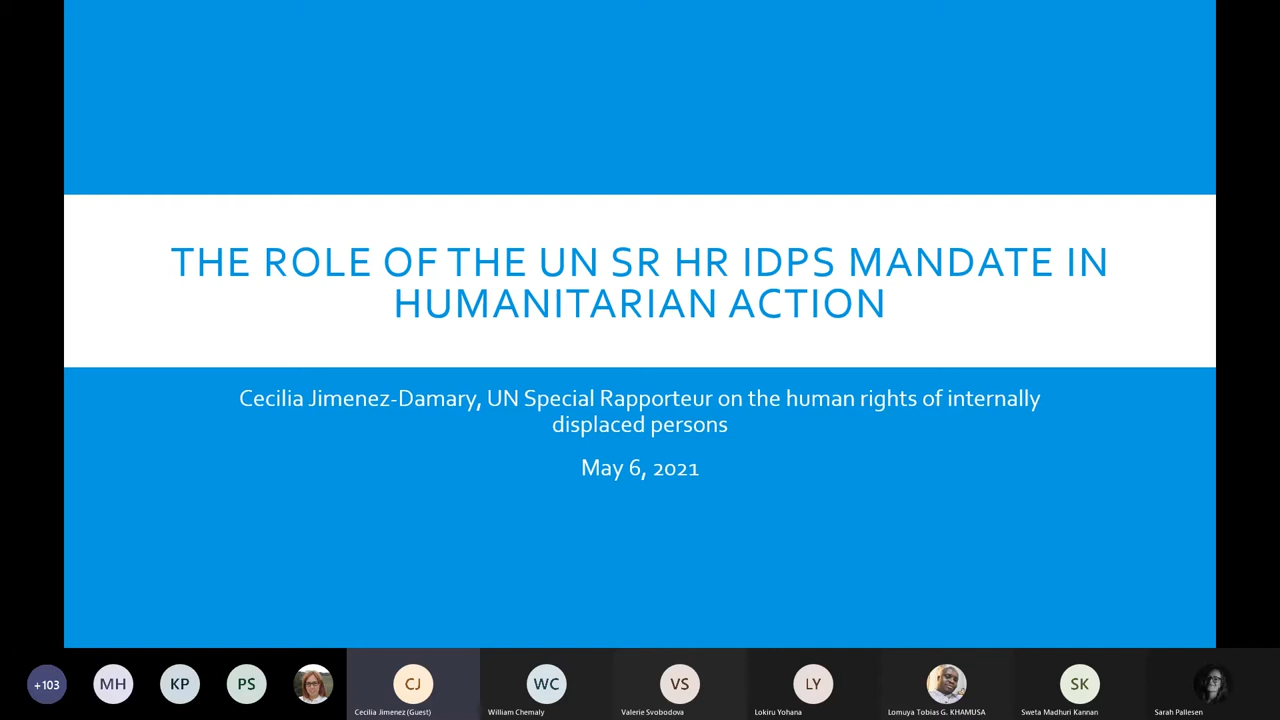 THE ROLE OF THE UN SR HR IDPS MANDATE IN
HUMANITARIAN ACTION
Cecilia Jimenez-Damary, UN Special Rapporteur on the human rights of internally
displaced persons
May 6, 2021
+103
MH
KP
PS
CJ
WC
VS
LY
SK
Cecilia Jimenez (Guest)
William Chemaly
Valerie Svobodova
Lokiru Yohana
Lomuya Tobias G. KHAMUSA
Sweta Madhuri Kannan
Sarah Pallesen